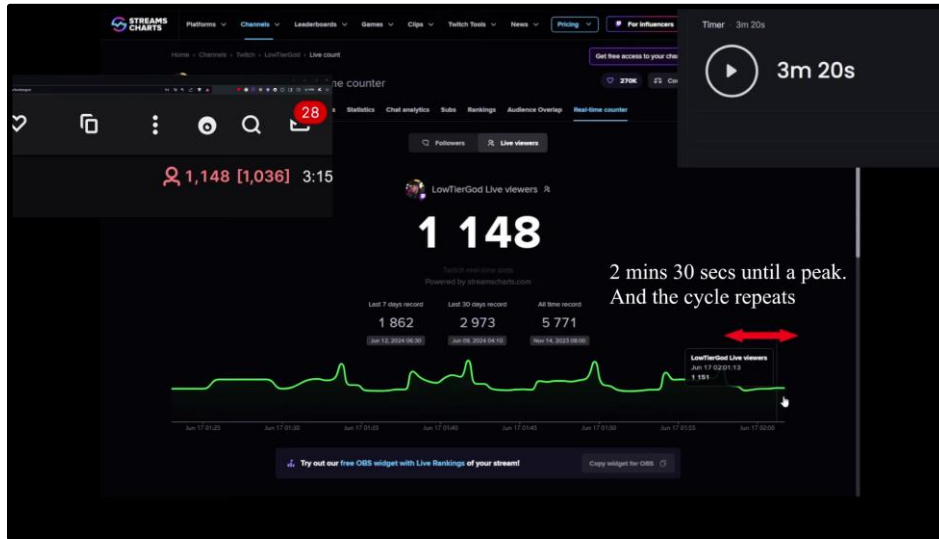 STREAMS CHARTS
Platforms Channels Leaderboards Games Clips Twitch Tools News Pricing For Influencers
Timer 3m 20s
Home Channels Twitch LowTierGod Live count
Get free access to your
3m 20s
me counter
270K
28
Statistics Chat analytics Subs Rankings Audience Overlap Real-time counter
Followers Live viewers
1,148 [1,036] 3:15
LowTierGod Live viewers
1 148
Twitch real-time stats
Powered by streamscharts.com
2 mins 30 secs until a peak.
And the cycle repeats
Last 7 days record Last 30 days record All time record
1 862 2 973 5 771
Jun 12, 2024 06:30 Jun 09, 2024 04:10 Nov 14, 2023 08:00
LowTierGod Live viewers
Jun 17 02:01:13
1 151
Jun 17 01:25 Jun 17 01:30 Jun 17 01:35 Jun 17 01:40 Jun 17 01:45 Jun 17 01:50 Jun 17 01:55 Jun 17 02:00
Try out our free OBS widget with Live Rankings of your stream!
Copy widget for OBS